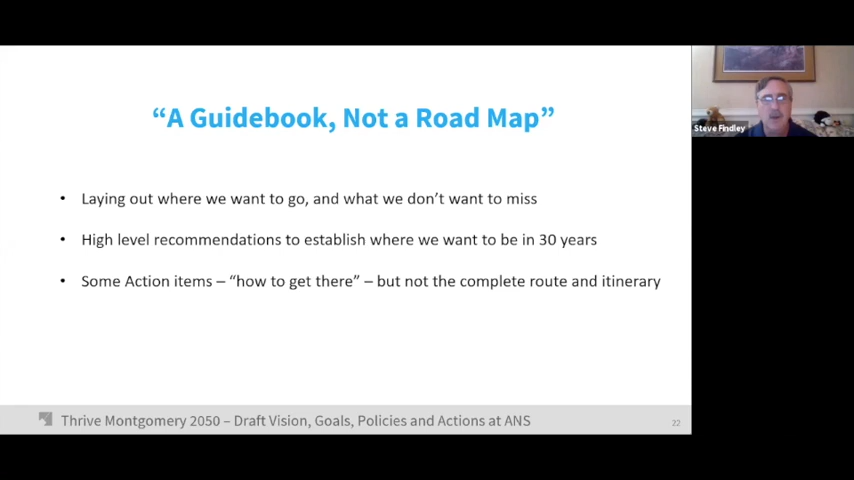 “A Guidebook, Not a Road Map”
• Laying out where we want to go, and what we don’t want to miss
• High level recommendations to establish where we want to be in 30 years
• Some Action items – “how to get there” – but not the complete route and itinerary
Thrive Montgomery 2050 – Draft Vision, Goals, Policies and Actions at ANS
22
Steve Findley